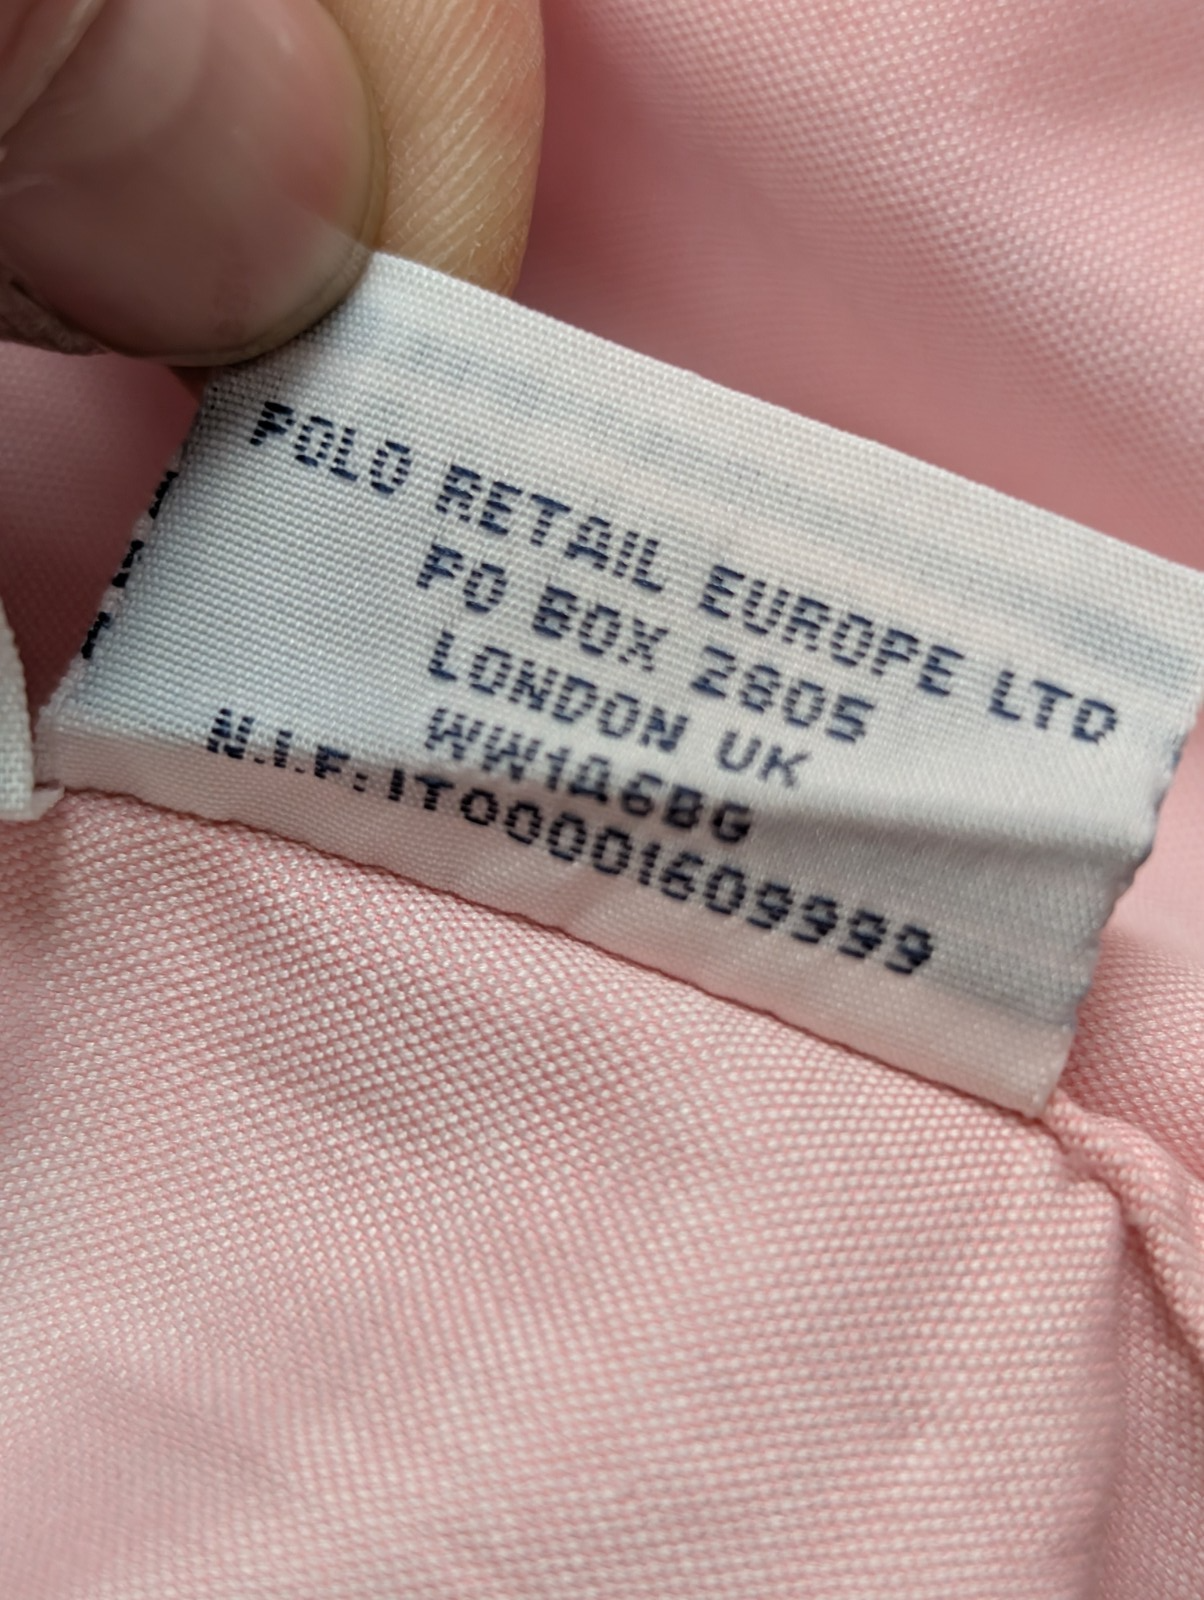 POLO RETAIL EUROPE LTD
PO BOX 2805
LONDON UK
WW1A6BG
N.I.F.:IT00001609999